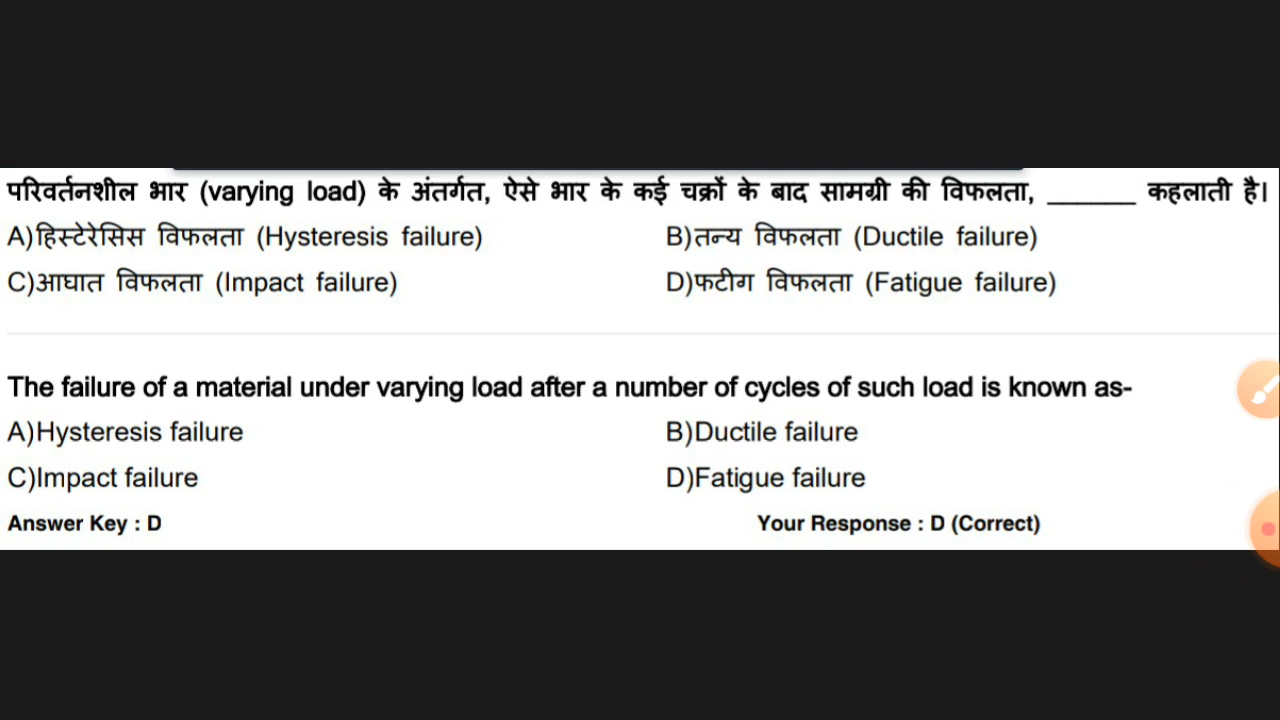 परिवर्तनशील भार (varying load) के अंतर्गत, ऐसे भार के कई चक्रों के बाद सामग्री की विफलता, ______ कहलाती है।
A)हिस्टेरेसिस विफलता (Hysteresis failure) B)तन्य विफलता (Ductile failure)
C)आघात विफलता (Impact failure) D)फटीग विफलता (Fatigue failure)
The failure of a material under varying load after a number of cycles of such load is known as-
A)Hysteresis failure B)Ductile failure
C)Impact failure D)Fatigue failure
Answer Key : D Your Response : D (Correct)